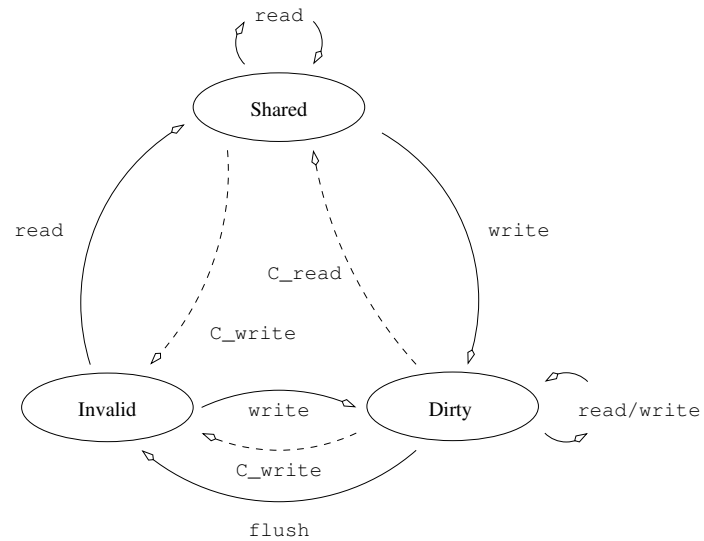 read
Shared
read
write
C_read
C_write
Invalid
write
Dirty
read/write
C_write
flush